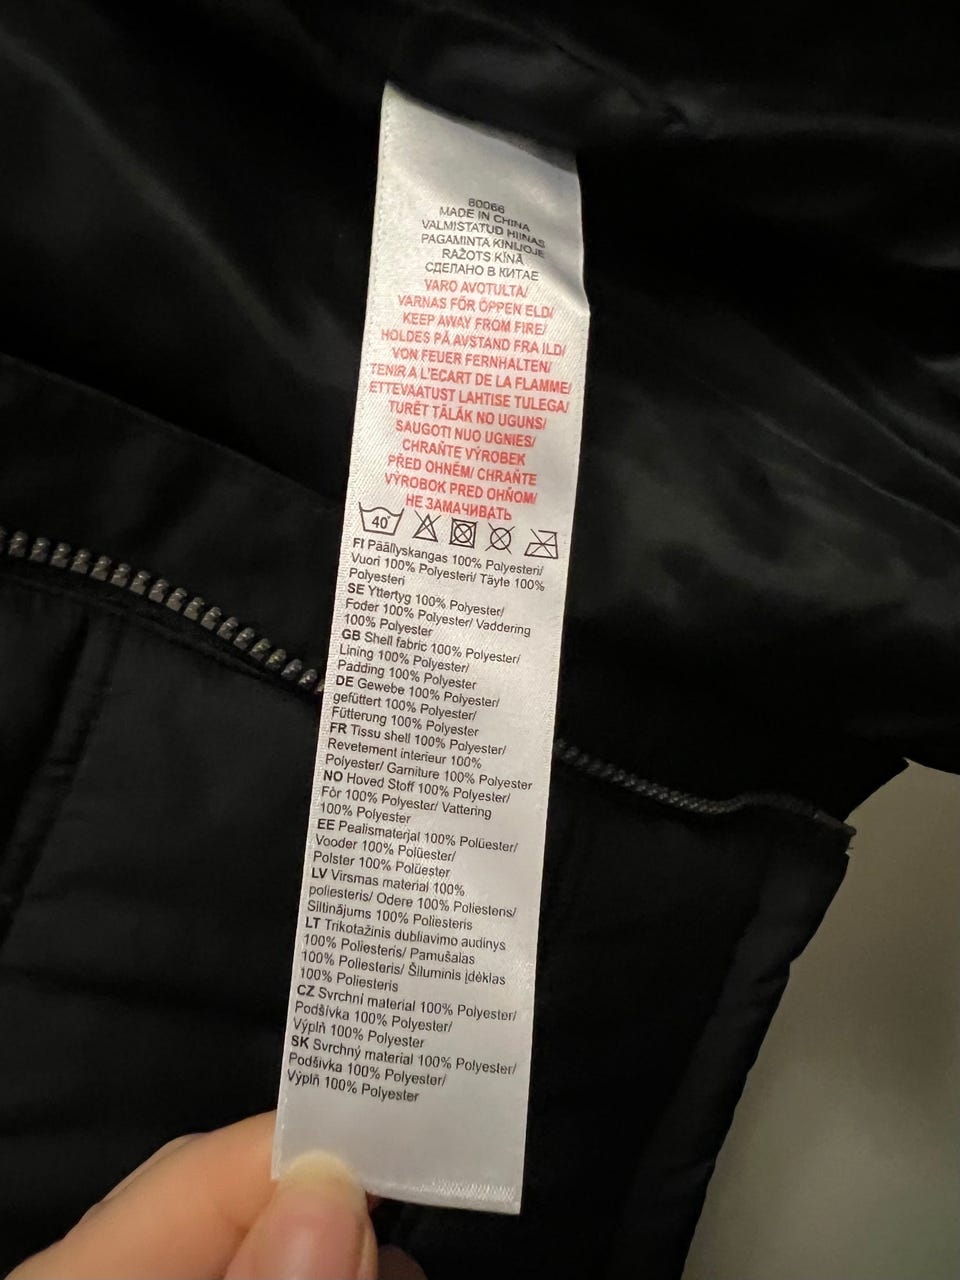 80066
MADE IN CHINA
VALMISTATUD HIINAS
PAGAMINTA KINIJOJE
RAŽOTS ĶĪNĀ
СДЕЛАНО В КИТАЕ
VARO AVOTULTA/
VARNAS FÖR ÖPPEN ELD/
KEEP AWAY FROM FIRE/
HOLDES PÅ AVSTAND FRA ILD/
VON FEUER FERNHALTEN/
TENIR A L'ECART DE LA FLAMME/
ETTEVAATUST LAHTISE TULEGA/
TURĒT TĀLĀK NO UGUNS/
SAUGOTI NUO UGNIES/
CHRAŇTE VÝROBEK
PŘED OHNĚM/ CHRAŇTE
VÝROBOK PRED OHŇOM/
НЕ ЗАМАЧИВАТЬ
40°
FI Päällyskangas 100% Polyesteri/
Vuori 100% Polyesteri/ Täyte 100%
Polyesteri
SE Yttertyg 100% Polyester/
Foder 100% Polyester/ Vaddering
100% Polyester
GB Shell fabric 100% Polyester/
Lining 100% Polyester/
Padding 100% Polyester
DE Gewebe 100% Polyester/
gefüttert 100% Polyester/
Fütterung 100% Polyester
FR Tissu shell 100% Polyester/
Revetement interieur 100%
Polyester/ Garniture 100% Polyester
NO Hoved Stoff 100% Polyester/
Fôr 100% Polyester/ Vattering
100% Polyester
EE Pealismaterjal 100% Polüester/
Vooder 100% Polüester/
Polster 100% Polüester
LV Virsmas material 100%
poliesteris/ Odere 100% Poliesteris/
Siltinājums 100% Poliesteris
LT Trikotažinis dubliavimo audinys
100% Poliesteris/ Pamušalas
100% Poliesteris/ Šiluminis įdėklas
100% Poliesteris
CZ Svrchní material 100% Polyester/
Podšívka 100% Polyester/
Výplň 100% Polyester
SK Svrchný material 100% Polyester/
Podšívka 100% Polyester/
Výplň 100% Polyester